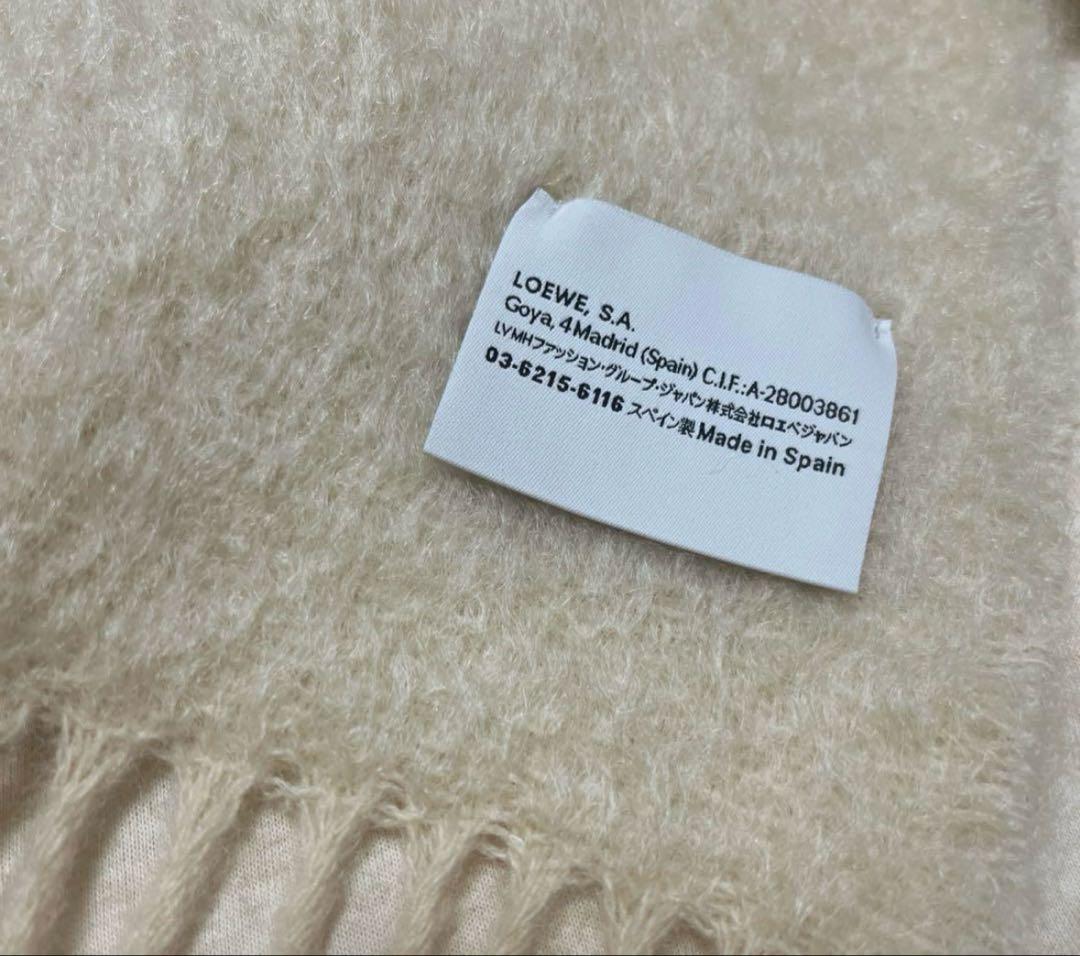 LOEWE, S.A.
Goya, 4 Madrid (Spain) C.I.F.:A-28003861
LVMHファッション・グループ・ジャパン株式会社ロエベジャパン
03-6215-6116 スペイン製 Made in Spain